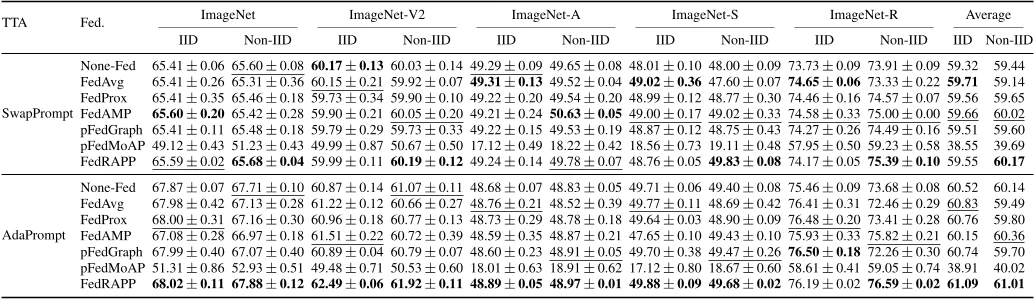 TTA Fed. ImageNet ImageNet-V2 ImageNet-A ImageNet-S ImageNet-R Average
IID Non-IID IID Non-IID IID Non-IID IID Non-IID IID Non-IID IID Non-IID
SwapPrompt
None-Fed 65.41 ± 0.06 65.60 ± 0.08 60.17 ± 0.13 60.03 ± 0.14 49.29 ± 0.09 49.65 ± 0.08 48.01 ± 0.10 48.00 ± 0.09 73.73 ± 0.09 73.91 ± 0.09 59.32 59.44
FedAvg 65.41 ± 0.26 65.31 ± 0.36 60.15 ± 0.21 59.92 ± 0.07 49.31 ± 0.13 49.52 ± 0.04 49.02 ± 0.36 47.60 ± 0.07 74.65 ± 0.06 73.33 ± 0.22 59.71 59.14
FedProx 65.41 ± 0.35 65.46 ± 0.18 59.73 ± 0.34 59.90 ± 0.10 49.22 ± 0.20 49.54 ± 0.20 48.99 ± 0.12 48.77 ± 0.30 74.46 ± 0.16 74.57 ± 0.07 59.56 59.65
FedAMP 65.60 ± 0.20 65.42 ± 0.28 59.90 ± 0.21 60.05 ± 0.20 49.21 ± 0.24 50.63 ± 0.05 49.00 ± 0.17 49.02 ± 0.33 74.58 ± 0.33 75.00 ± 0.00 59.66 60.02
pFedGraph 65.41 ± 0.11 65.48 ± 0.18 59.79 ± 0.29 59.73 ± 0.33 49.22 ± 0.15 49.53 ± 0.19 48.87 ± 0.12 48.75 ± 0.43 74.27 ± 0.26 74.49 ± 0.16 59.51 59.60
pFedMoAP 49.12 ± 0.43 51.23 ± 0.43 49.99 ± 0.87 50.67 ± 0.50 17.12 ± 0.49 18.22 ± 0.42 18.56 ± 0.73 19.11 ± 0.48 57.95 ± 0.50 59.23 ± 0.58 38.55 39.69
FedRAPP 65.59 ± 0.02 65.68 ± 0.04 59.99 ± 0.11 60.19 ± 0.12 49.24 ± 0.14 49.78 ± 0.07 48.76 ± 0.05 49.83 ± 0.08 74.17 ± 0.05 75.39 ± 0.10 59.55 60.17
AdaPrompt
None-Fed 67.87 ± 0.07 67.71 ± 0.10 60.87 ± 0.14 61.07 ± 0.11 48.68 ± 0.07 48.83 ± 0.05 49.71 ± 0.06 49.40 ± 0.08 75.46 ± 0.09 73.68 ± 0.08 60.52 60.14
FedAvg 67.98 ± 0.42 67.13 ± 0.28 61.22 ± 0.12 60.66 ± 0.27 48.76 ± 0.21 48.52 ± 0.39 49.77 ± 0.11 48.69 ± 0.42 76.41 ± 0.31 72.46 ± 0.29 60.83 59.49
FedProx 68.00 ± 0.31 67.16 ± 0.30 60.96 ± 0.18 60.77 ± 0.13 48.73 ± 0.29 48.78 ± 0.18 49.64 ± 0.03 48.90 ± 0.09 76.48 ± 0.20 73.41 ± 0.28 60.76 59.80
FedAMP 67.08 ± 0.28 66.97 ± 0.18 61.51 ± 0.22 60.72 ± 0.39 48.59 ± 0.35 48.87 ± 0.21 47.65 ± 0.10 49.43 ± 0.10 75.93 ± 0.33 75.82 ± 0.21 60.15 60.36
pFedGraph 67.99 ± 0.40 67.07 ± 0.40 60.89 ± 0.04 60.79 ± 0.07 48.60 ± 0.23 48.91 ± 0.05 49.70 ± 0.38 49.47 ± 0.26 76.50 ± 0.18 72.26 ± 0.30 60.74 59.70
pFedMoAP 51.31 ± 0.86 52.93 ± 0.51 49.48 ± 0.71 50.53 ± 0.60 18.01 ± 0.63 18.91 ± 0.62 17.12 ± 0.80 18.67 ± 0.60 58.61 ± 0.41 59.05 ± 0.74 38.91 40.02
FedRAPP 68.02 ± 0.11 67.88 ± 0.12 62.49 ± 0.06 61.92 ± 0.11 48.89 ± 0.05 48.97 ± 0.01 49.88 ± 0.09 49.68 ± 0.02 76.19 ± 0.02 76.59 ± 0.02 61.09 61.01